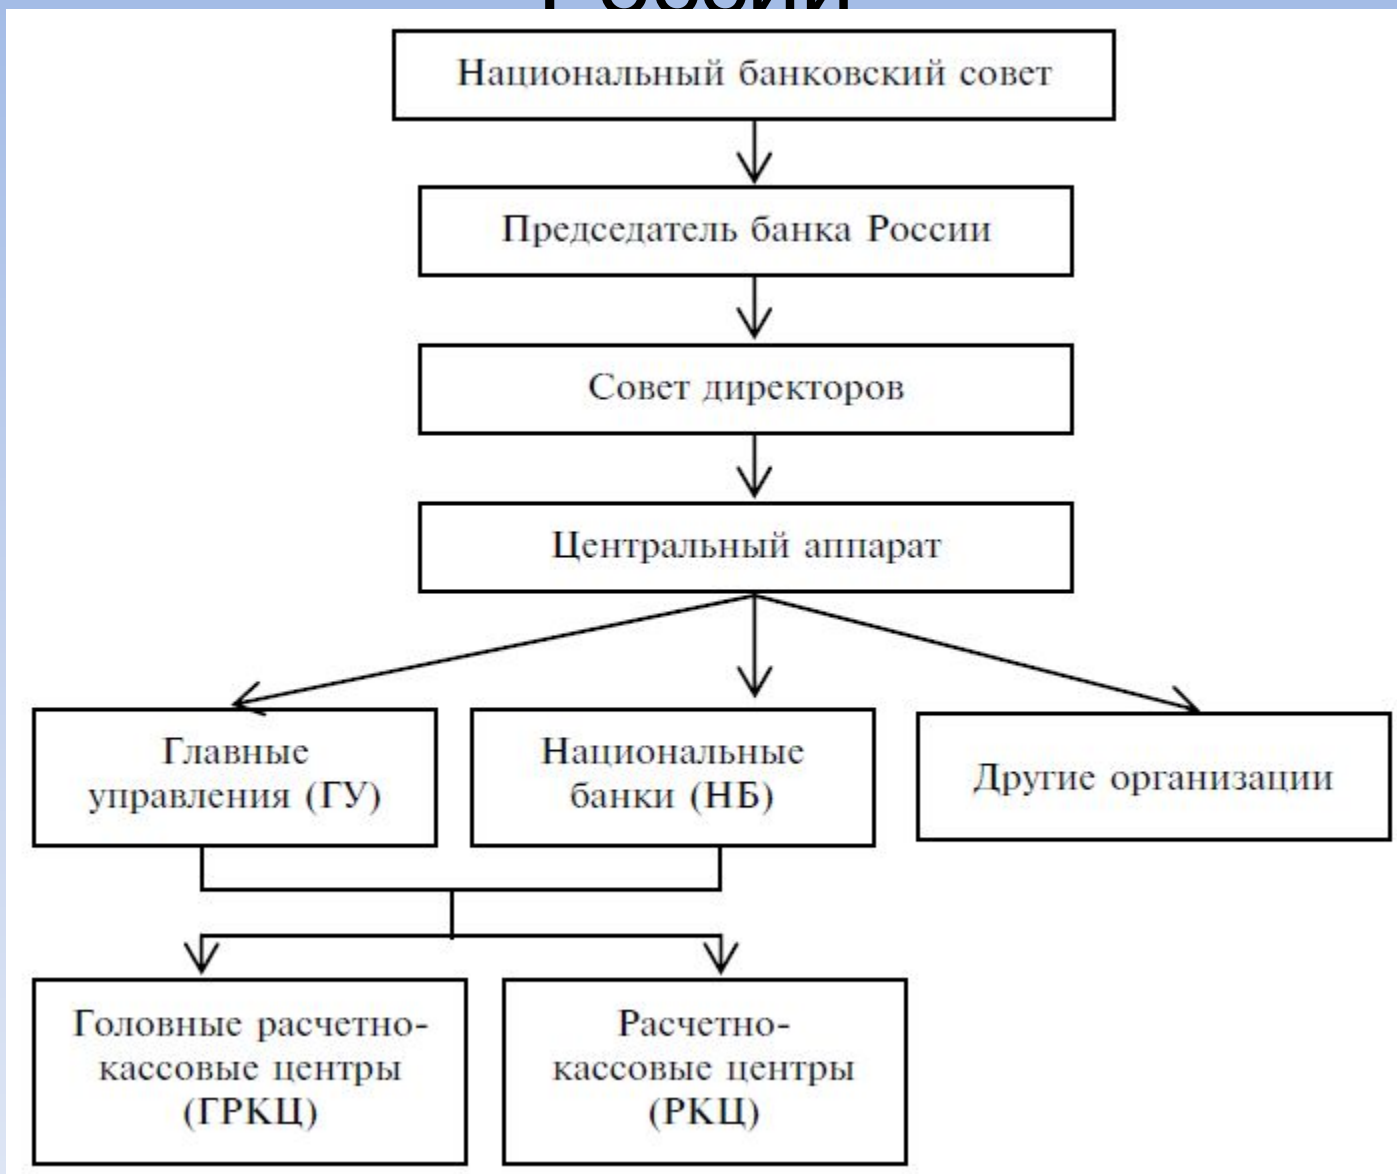 России
Национальный банковский совет
Председатель банка России
Совет директоров
Центральный аппарат
Главные
управления (ГУ)
Национальные
банки (НБ)
Другие организации
Головные расчетно-
кассовые центры
(ГРКЦ)
Расчетно-
кассовые центры
(РКЦ)